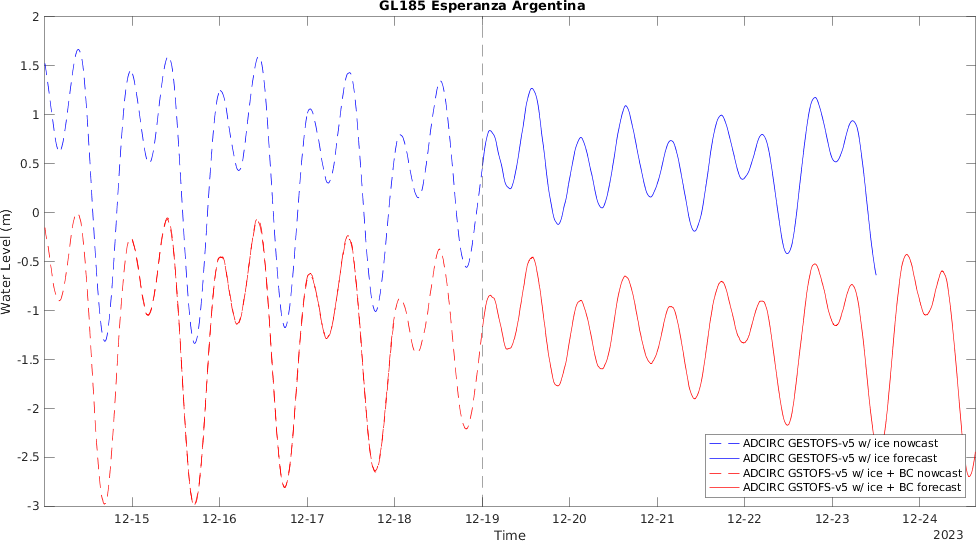 GL185 Esperanza Argentina
2
1.5
1
0.5
0
-0.5
-1
-1.5
-2
-2.5
-3
Water Level (m)
ADCIRC GESTOFS-v5 w/ ice nowcast
ADCIRC GESTOFS-v5 w/ ice forecast
ADCIRC GSTOFS-v5 w/ ice + BC nowcast
ADCIRC GSTOFS-v5 w/ ice + BC forecast
12-15 12-16 12-17 12-18 12-19 12-20 12-21 12-22 12-23 12-24
Time
2023